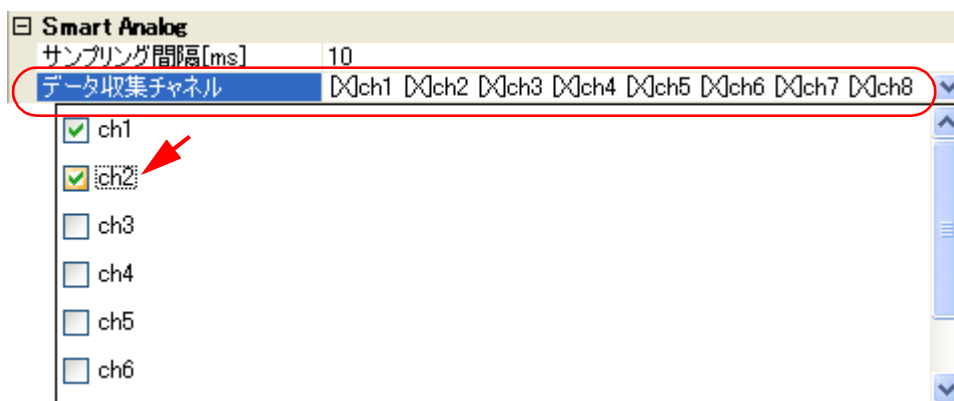 Smart Analog
サンプリング間隔[ms] 10
データ収集チャネル [X]ch1 [X]ch2 [X]ch3 [X]ch4 [X]ch5 [X]ch6 [X]ch7 [X]ch8
ch1
ch2
ch3
ch4
ch5
ch6